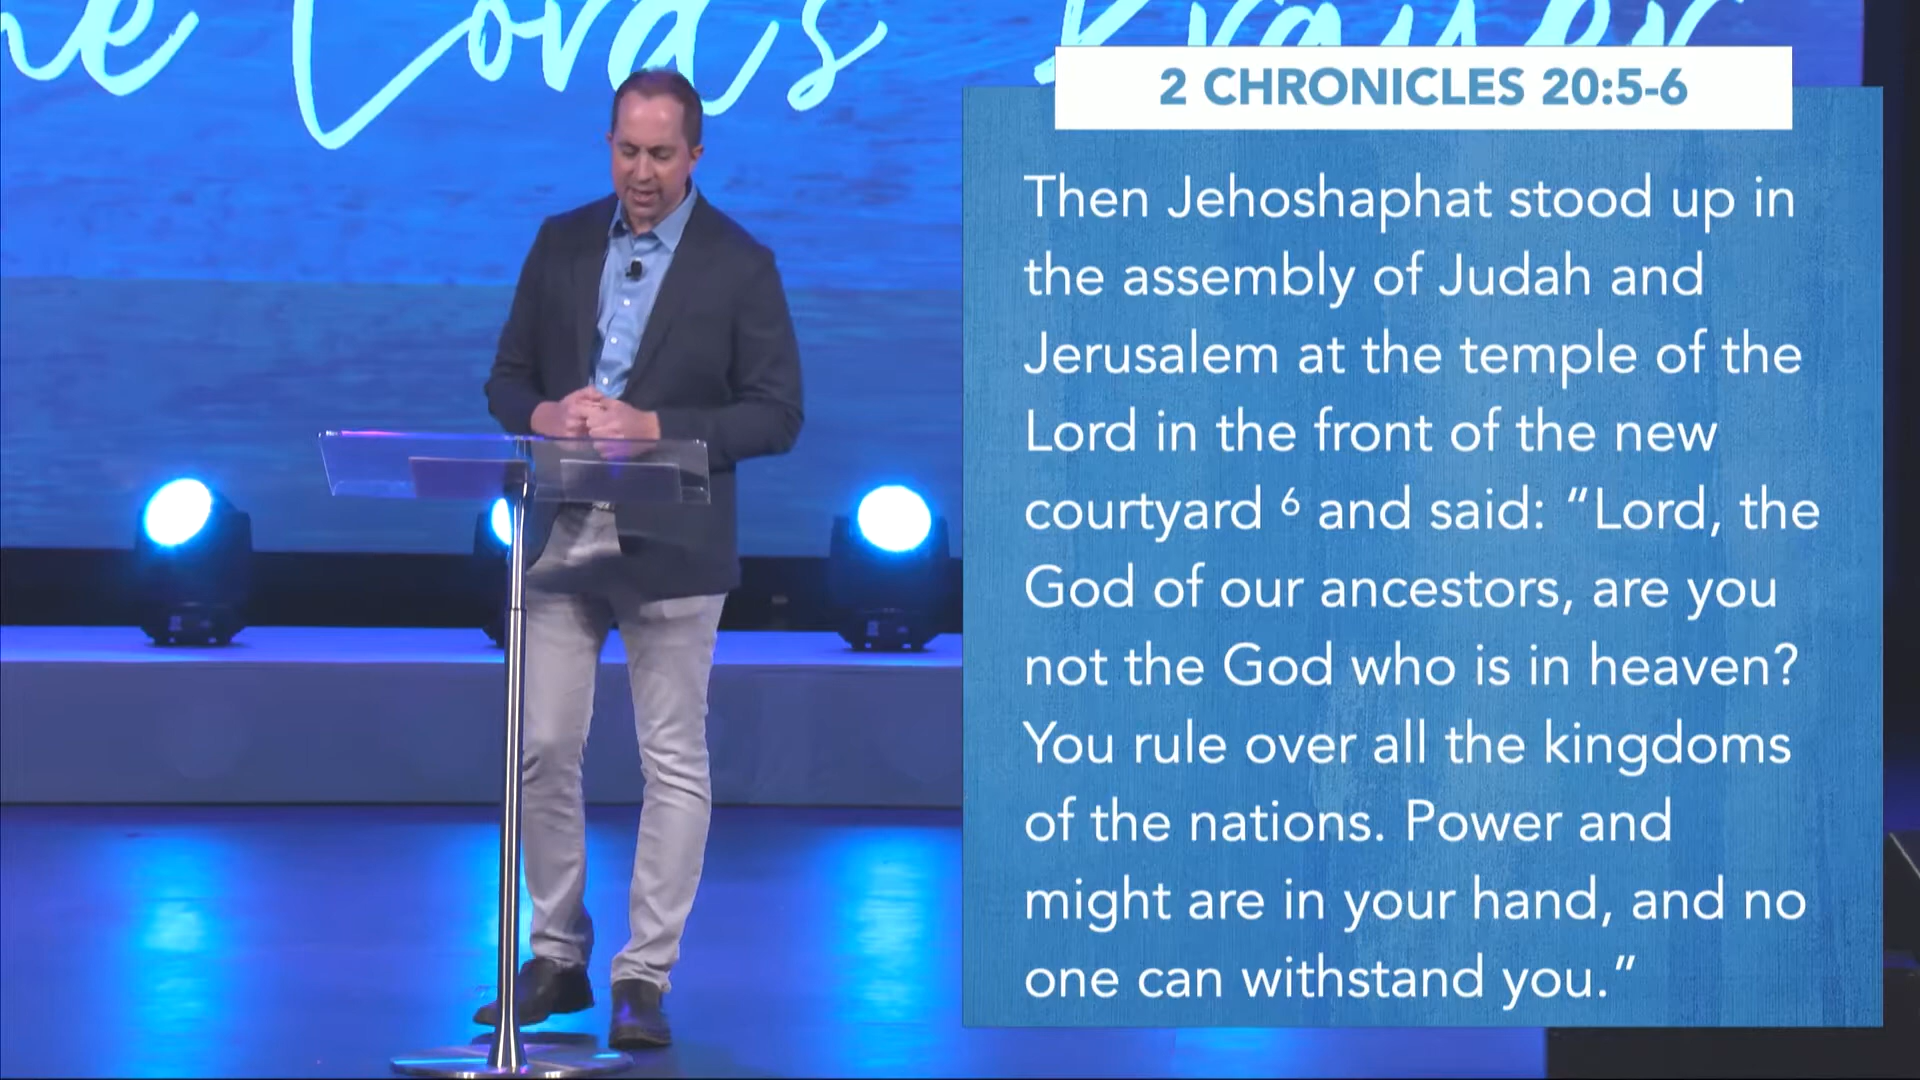 he Lord's Prayer
2 CHRONICLES 20:5-6
Then Jehoshaphat stood up in
the assembly of Judah and
Jerusalem at the temple of the
Lord in the front of the new
courtyard ⁶ and said: “Lord, the
God of our ancestors, are you
not the God who is in heaven?
You rule over all the kingdoms
of the nations. Power and
might are in your hand, and no
one can withstand you.”